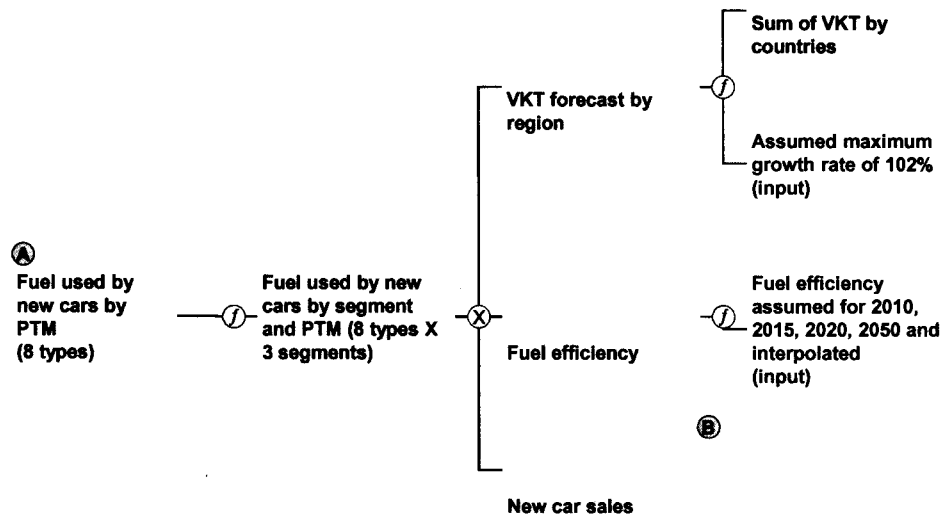 Sum of VKT by
countries
f
VKT forecast by
region
Assumed maximum
growth rate of 102%
(input)
A
Fuel used by
new cars by
PTM
(8 types)
f
Fuel used by new
cars by segment
and PTM (8 types X
3 segments)
X
Fuel efficiency
f
Fuel efficiency
assumed for 2010,
2015, 2020, 2050 and
interpolated
(input)
B
New car sales